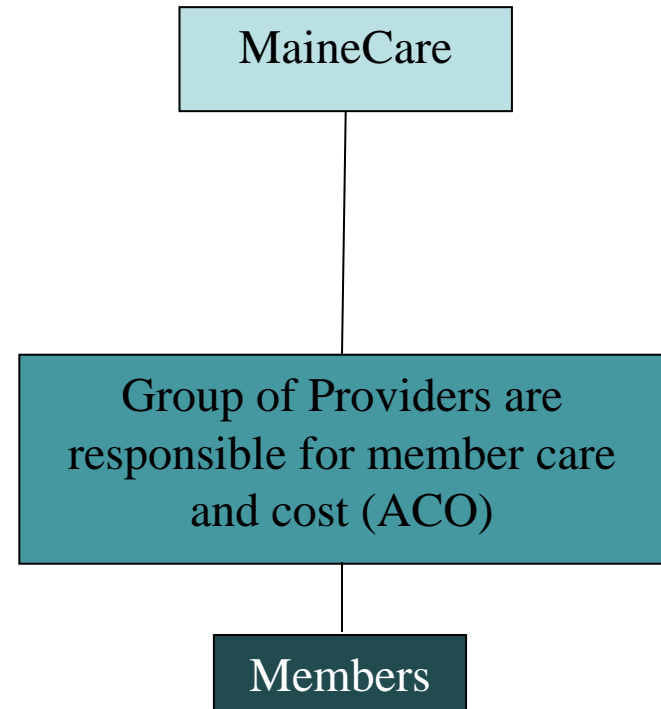 MaineCare
Group of Providers are
responsible for member care
and cost (ACO)
Members